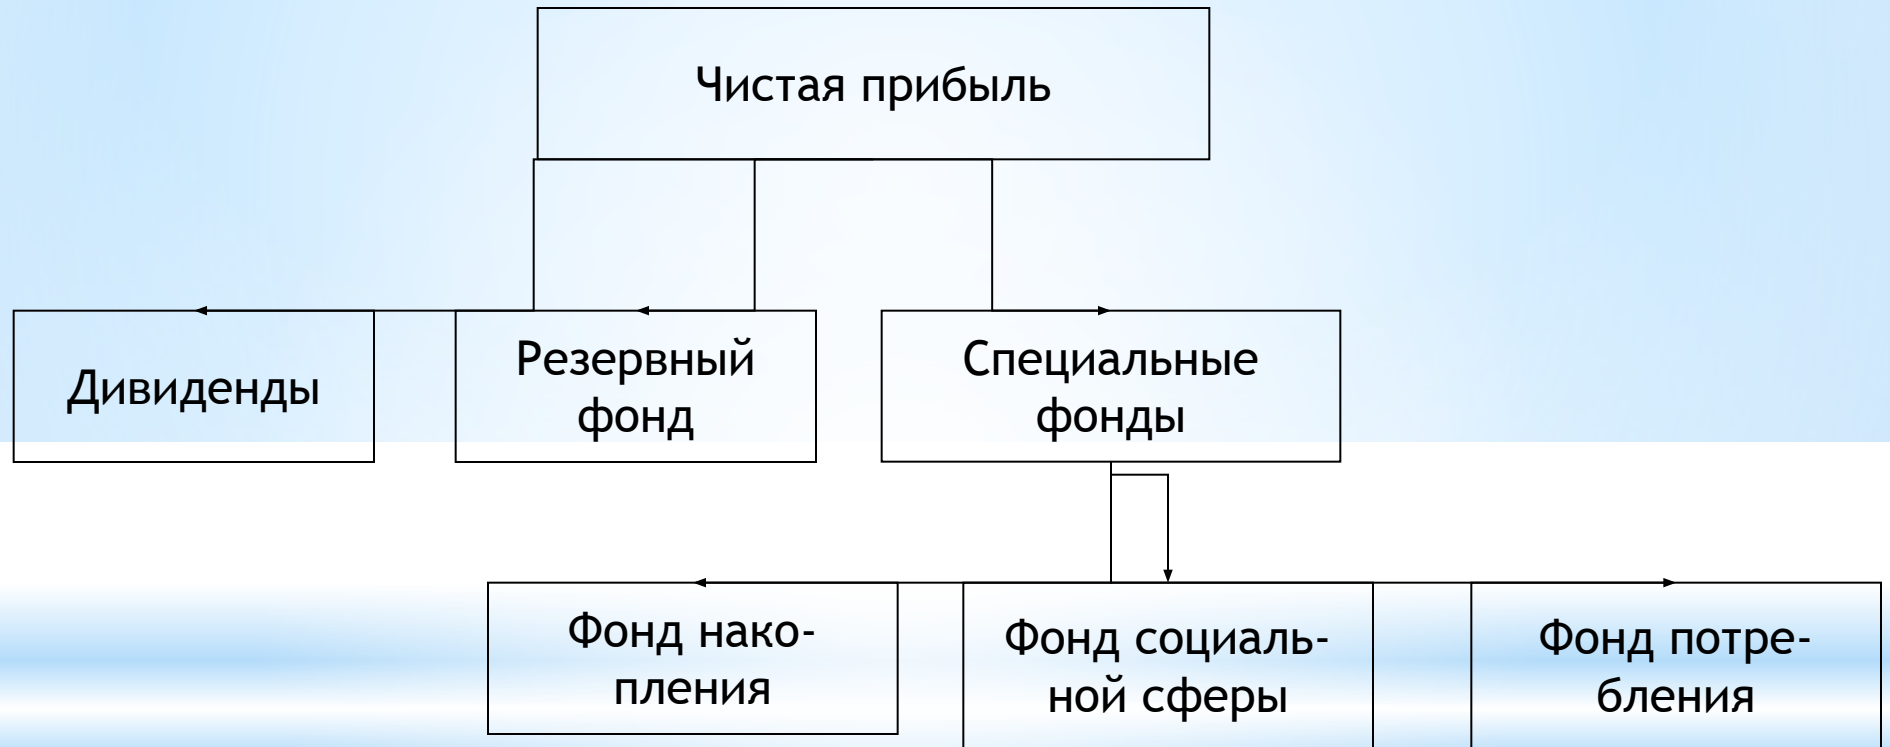 Чистая прибыль
Дивиденды
Резервный
фонд
Специальные
фонды
Фонд нако-
пления
Фонд социаль-
ной сферы
Фонд потре-
бления